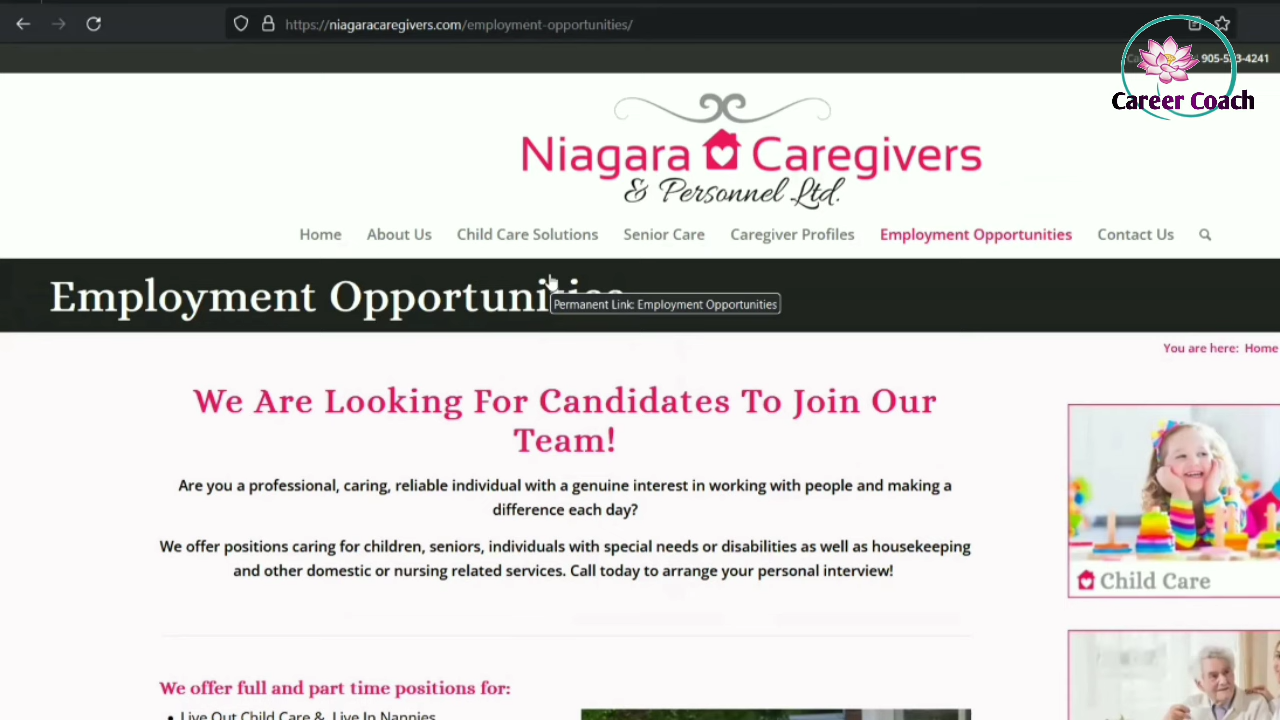 https://niagaracaregivers.com/employment-opportunities/
Career Coach
Niagara Caregivers
& Personnel Ltd.
Home About Us Child Care Solutions Senior Care Caregiver Profiles Employment Opportunities Contact Us
Employment
Permanent Link: Employment Opportunities
You are here: Home
We Are Looking For Candidates To Join Our
Team!
Are you a professional, caring, reliable individual with a genuine interest in working with people and making a
difference each day?
We offer positions caring for children, seniors, individuals with special needs or disabilities as well as housekeeping
and other domestic or nursing related services. Call today to arrange your personal interview!
Child Care
We offer full and part time positions for:
• Live Out Child Care & Live In Nannies